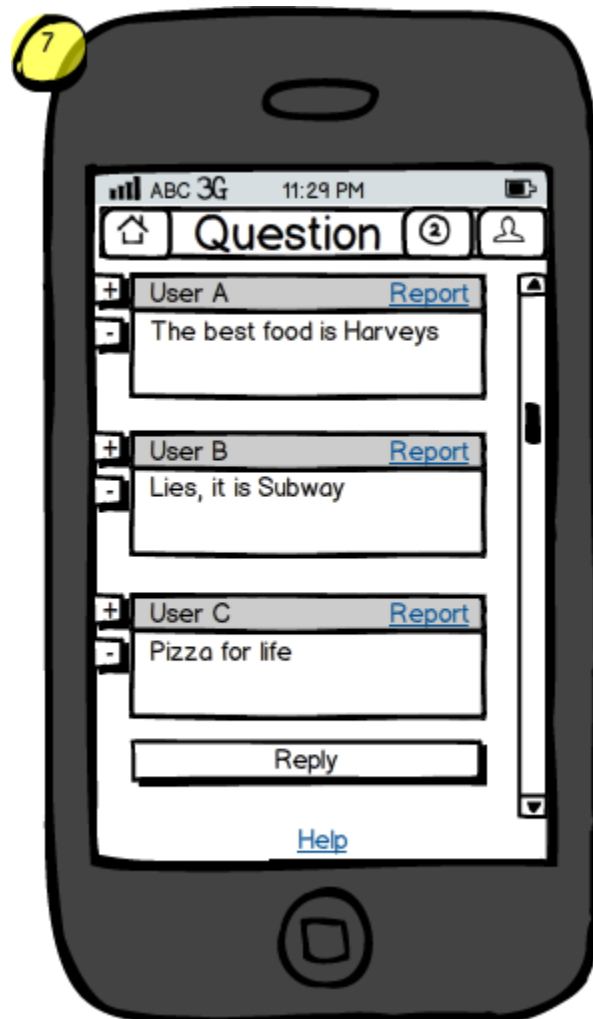 7
ABC 3G 11:29 PM
Question 2
+ User A Report
- The best food is Harveys
+ User B Report
- Lies, it is Subway
+ User C Report
- Pizza for life
Reply
Help